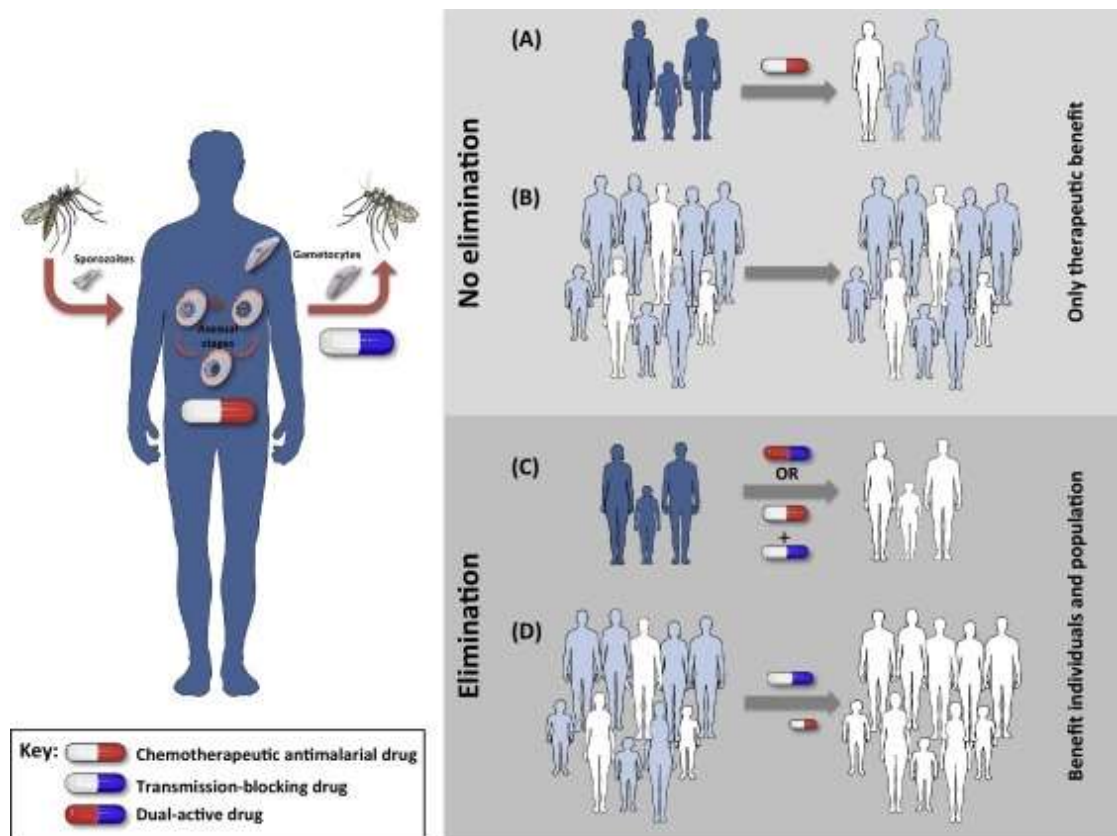 Sporozoites
Gametocytes
Asexual
stages
Key:
Chemotherapeutic antimalarial drug
Transmission-blocking drug
Dual-active drug
No elimination
(A)
(B)
Only therapeutic benefit
Elimination
(C)
OR
+
(D)
Benefit individuals and population